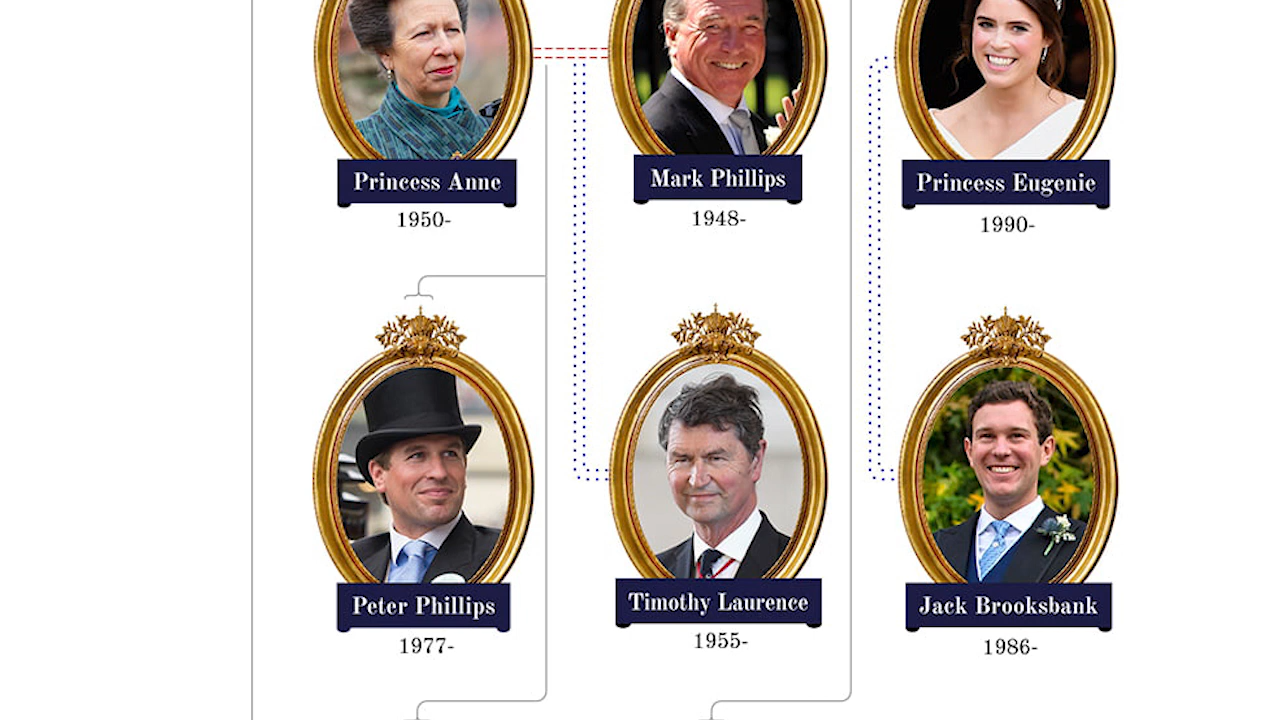 Princess Anne
1950-
Mark Phillips
1948-
Princess Eugenie
1990-
Peter Phillips
1977-
Timothy Laurence
1955-
Jack Brooksbank
1986-